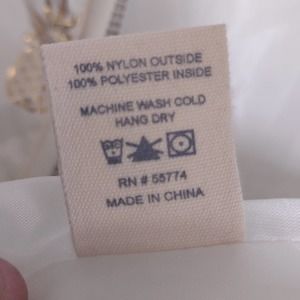 100% NYLON OUTSIDE
100% POLYESTER INSIDE
MACHINE WASH COLD
HANG DRY
RN # 55774
MADE IN CHINA